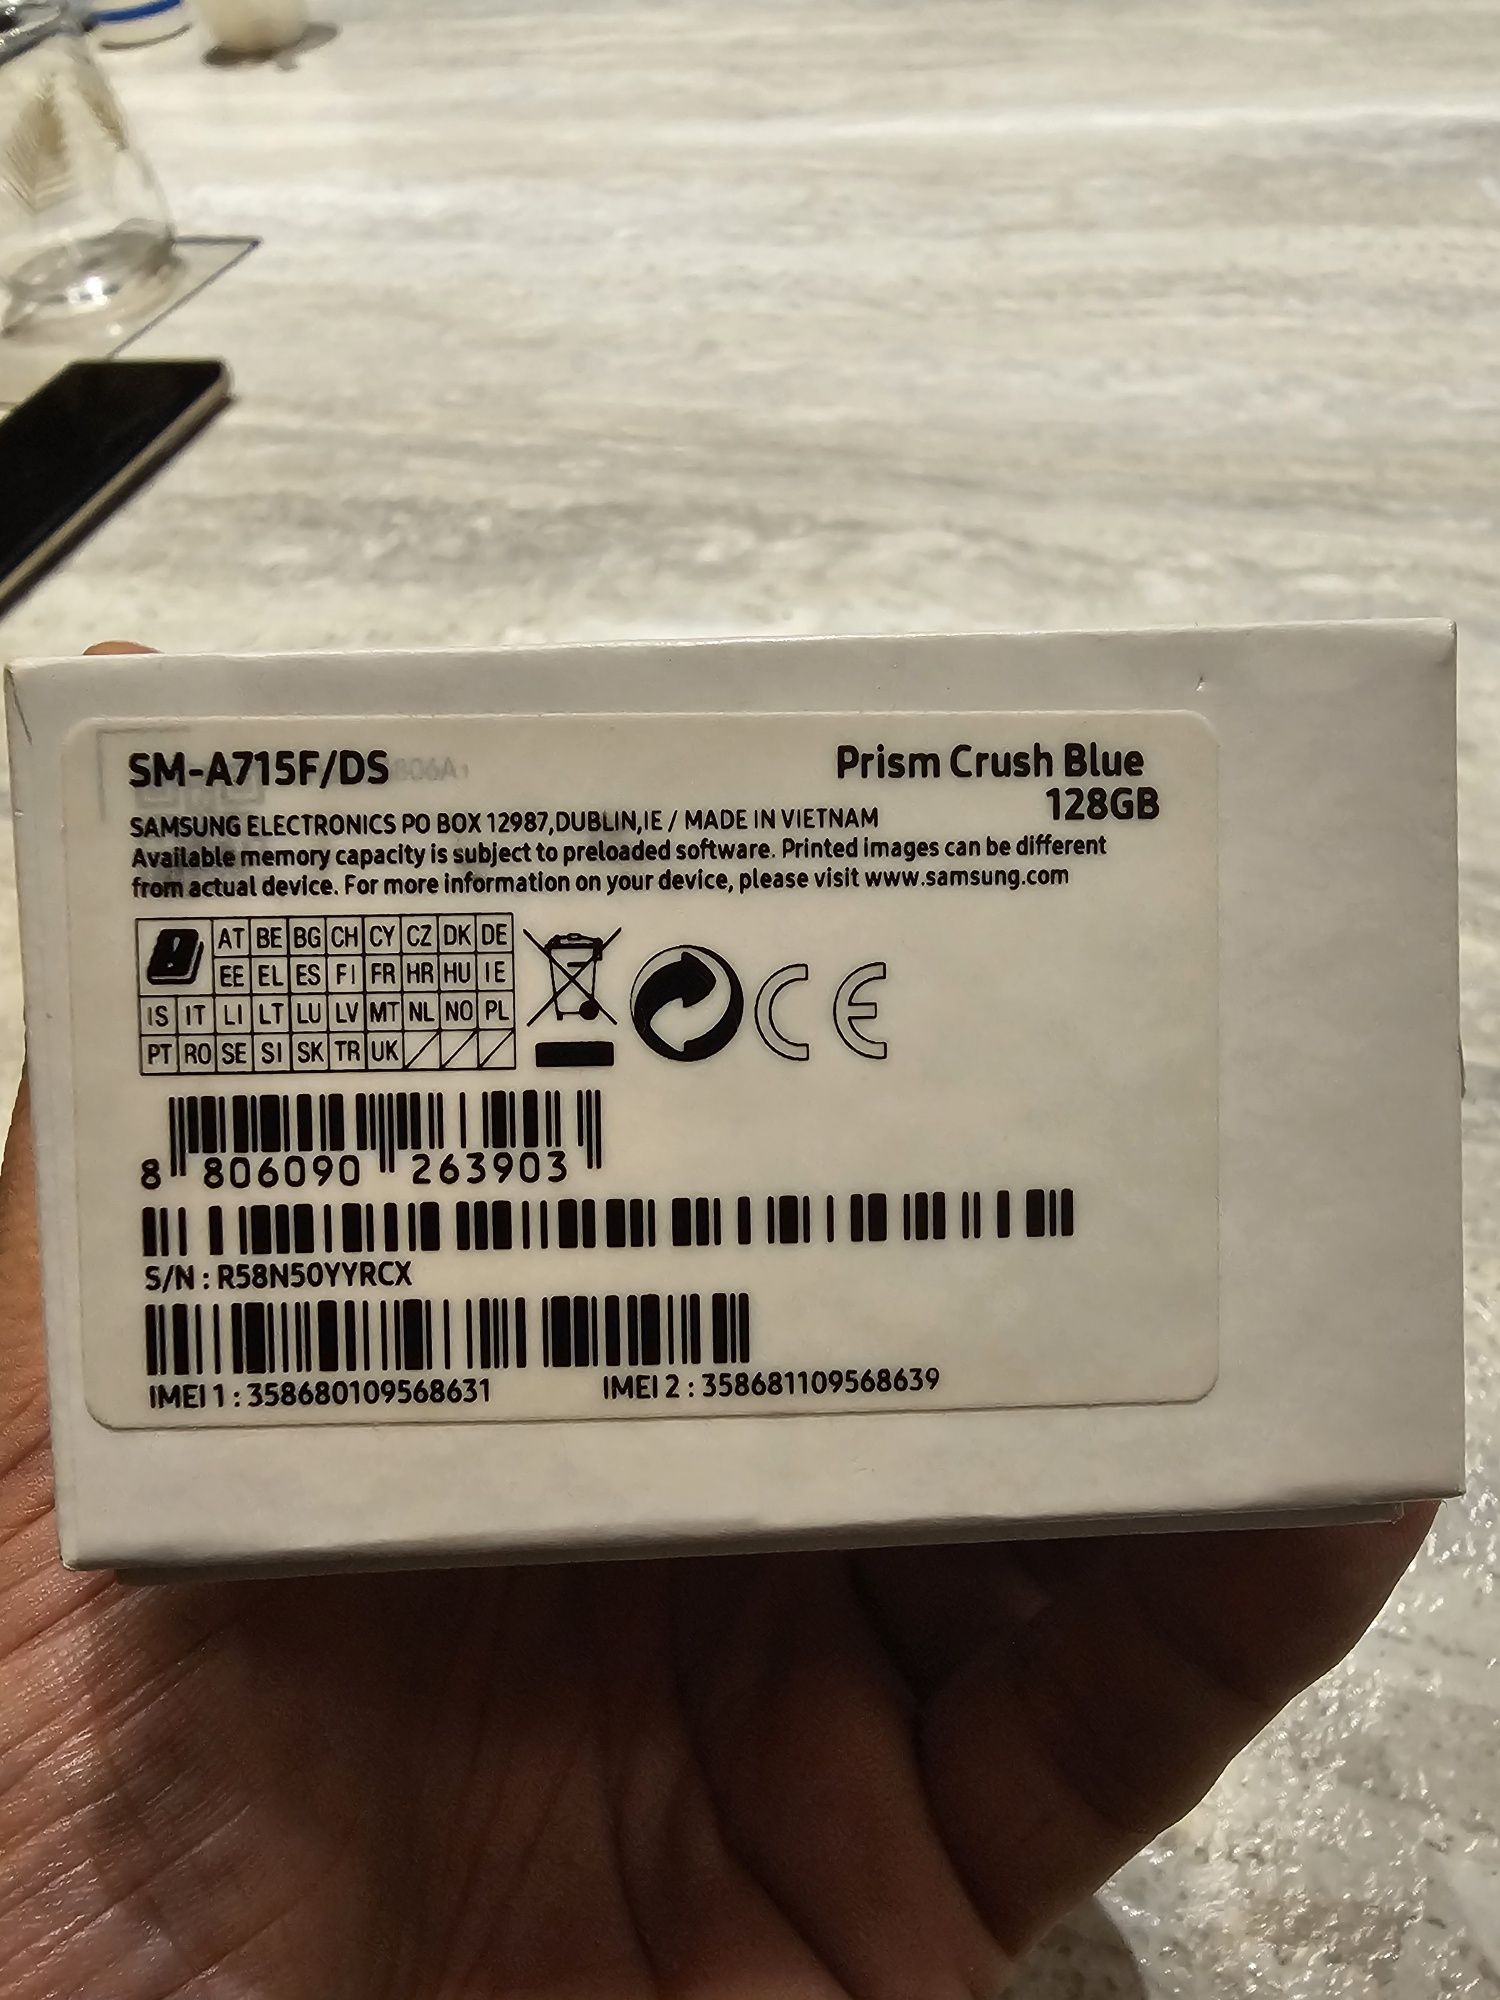 SM-A715F/DS
Prism Crush Blue
128GB
SAMSUNG ELECTRONICS PO BOX 12987,DUBLIN,IE / MADE IN VIETNAM
Available memory capacity is subject to preloaded software. Printed images can be different
from actual device. For more information on your device, please visit www.samsung.com
AT BE BG CH CY CZ DK DE
EE EL ES FI FR HR HU IE
IS IT LI LT LU LV MT NL NO PL
PT RO SE SI SK TR UK
CE
8 806090 263903
S/N : R58N50YYRCX
IMEI 1 : 358680109568631 IMEI 2 : 358681109568639